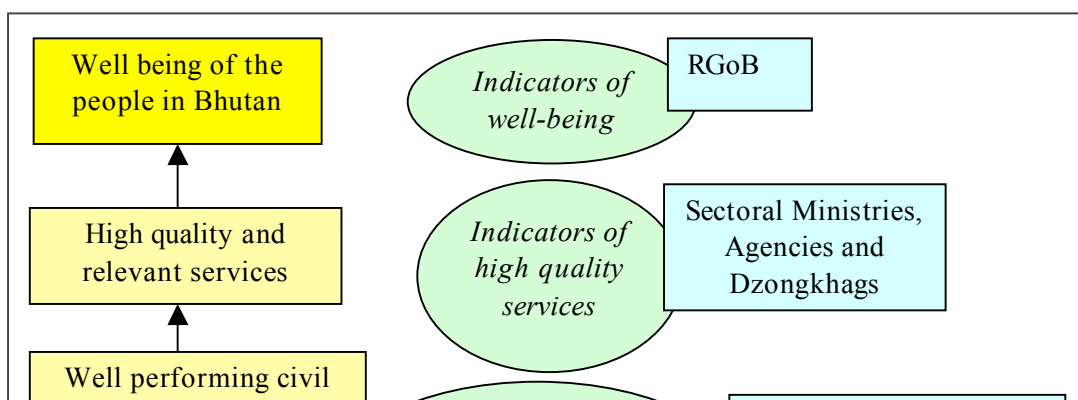 Well being of the
people in Bhutan
Indicators of
well-being
RGoB
High quality and
relevant services
Indicators of
high quality
services
Sectoral Ministries,
Agencies and
Dzongkhags
Well performing civil